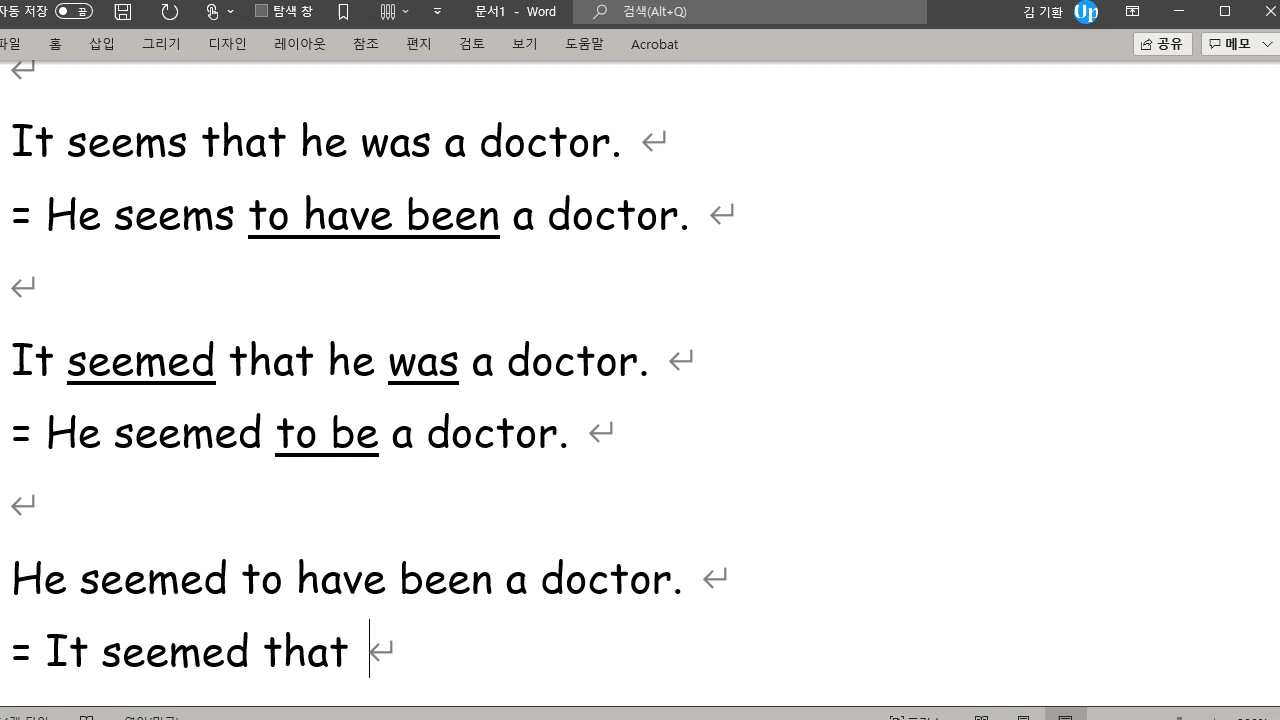 자동 저장 끔 탐색 창 문서1 - Word 검색(Alt+Q) 김 기환 Up
파일 홈 삽입 그리기 디자인 레이아웃 참조 편지 검토 보기 도움말 Acrobat 공유 메모
It seems that he was a doctor.
= He seems to have been a doctor.
It seemed that he was a doctor.
= He seemed to be a doctor.
He seemed to have been a doctor.
= It seemed that